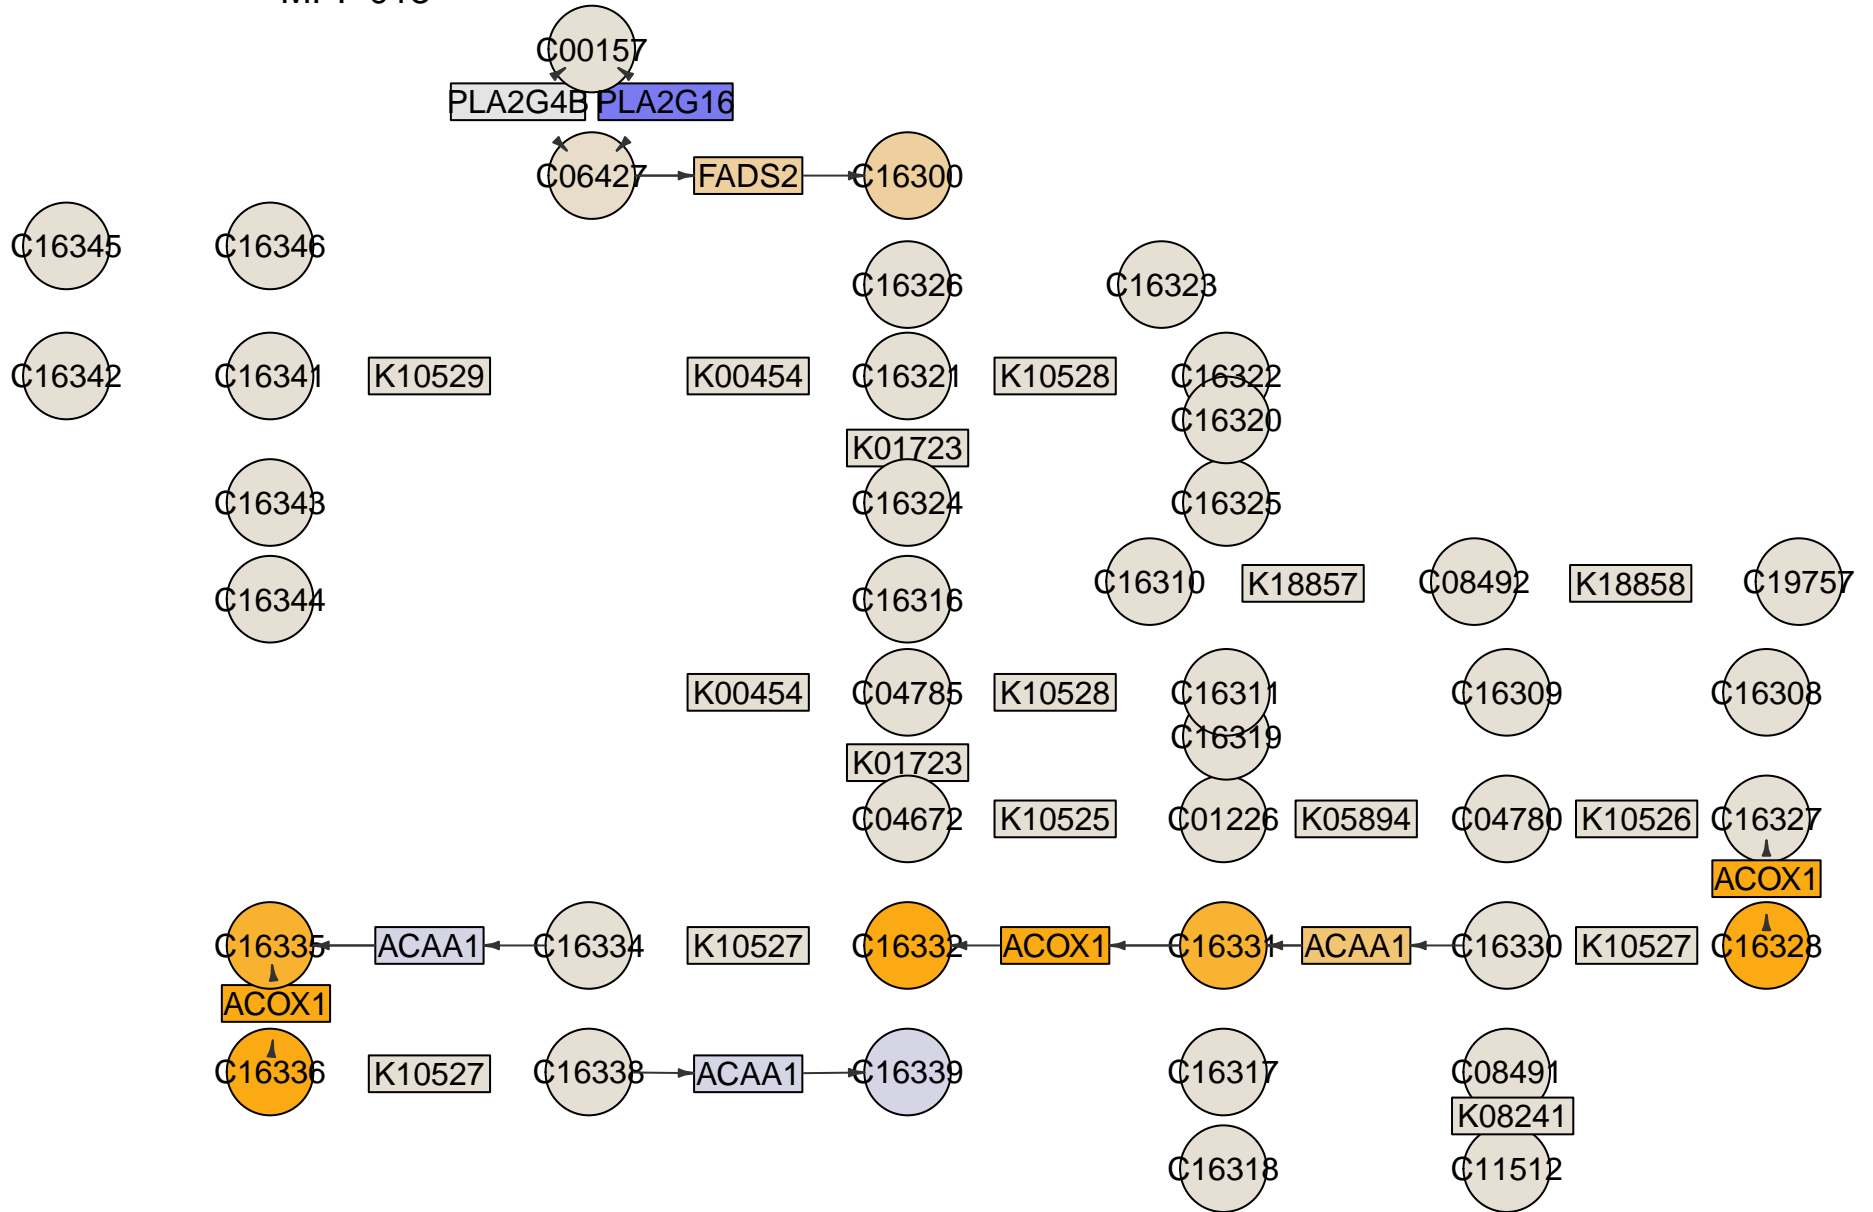 C00157
PLA2G4B PLA2G16
C06427 FADS2 C16300
C16345 C16346
C16326 C16323
C16342 C16341 K10529 K00454 C16321 K10528 C16322
C16320
K01723
C16343 C16324 C16325
C16310 K18857 C08492 K18858 C19757
C16344 C16316
K00454 C04785 K10528 C16311 C16309 C16308
C16319
K01723
C04672 K10525 C01226 K05894 C04780 K10526 C16327
ACOX1
C16335 ACAA1 C16334 K10527 C16332 ACOX1 C16331 ACAA1 C16330 K10527 C16328
ACOX1
C16336 K10527 C16338 ACAA1 C16339 C16317 C08491
K08241
C16318 C11512